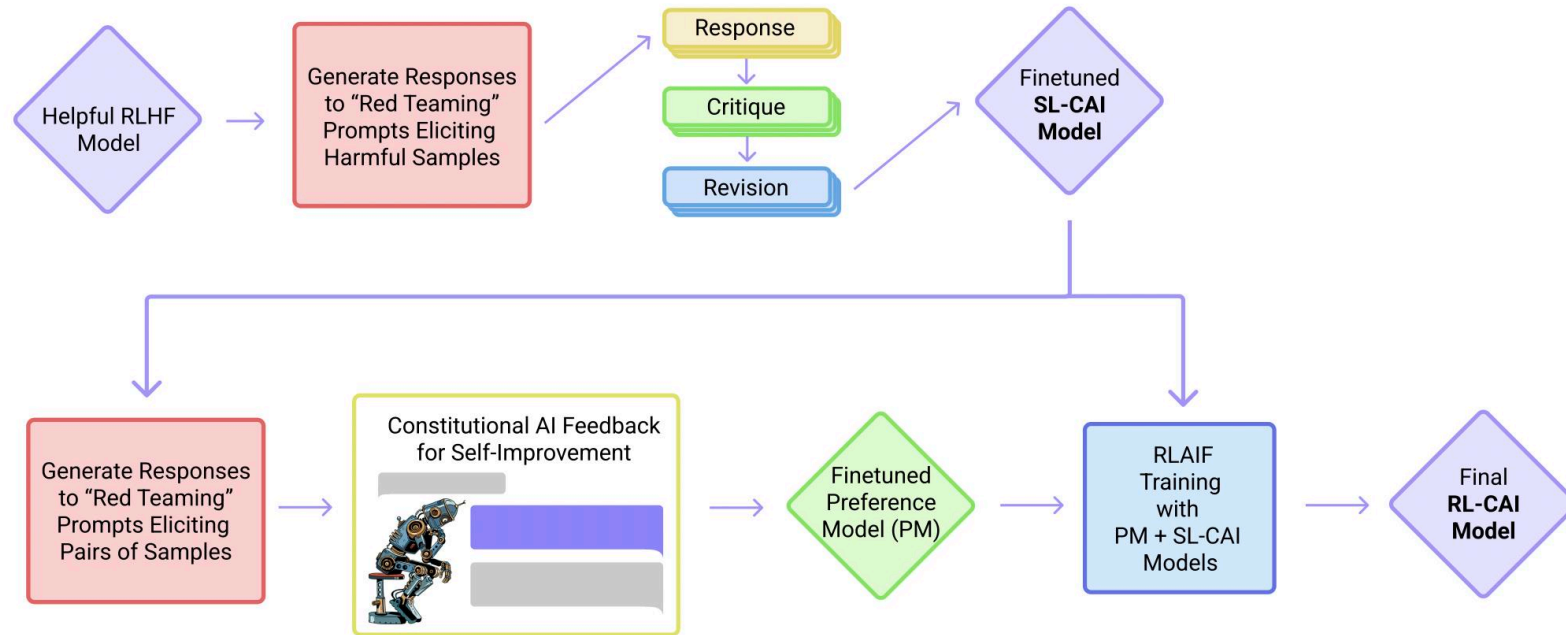 Helpful RLHF
Model
Generate Responses
to “Red Teaming”
Prompts Eliciting
Harmful Samples
Response
Critique
Revision
Finetuned
SL-CAI
Model
Generate Responses
to “Red Teaming”
Prompts Eliciting
Pairs of Samples
Constitutional AI Feedback
for Self-Improvement
Finetuned
Preference
Model (PM)
RLAIF
Training
with
PM + SL-CAI
Models
Final
RL-CAI
Model